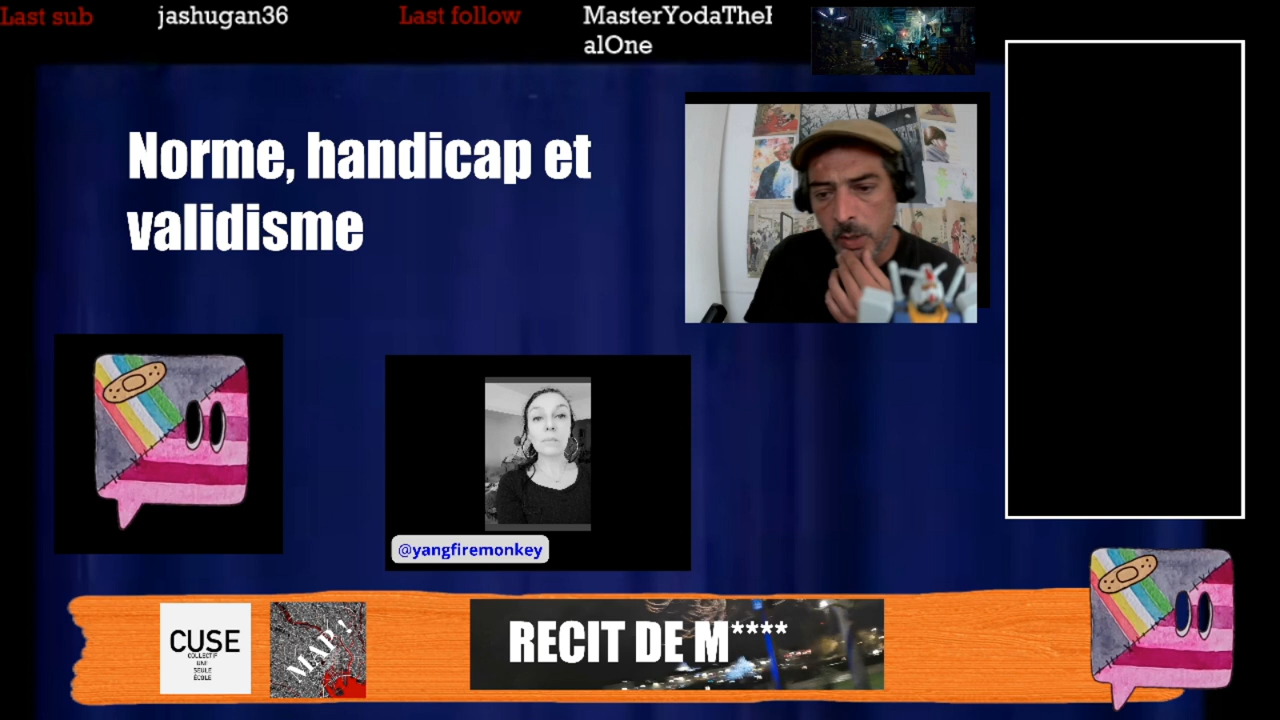 Last sub
jashugan36
Last follow
MasterYodaTheF
alOne
Norme, handicap et
validisme
@yangfiremonkey
CUSE
COLLECTIF
UNE
SEULE
ÉCOLE
MAP !
RECIT DE M****